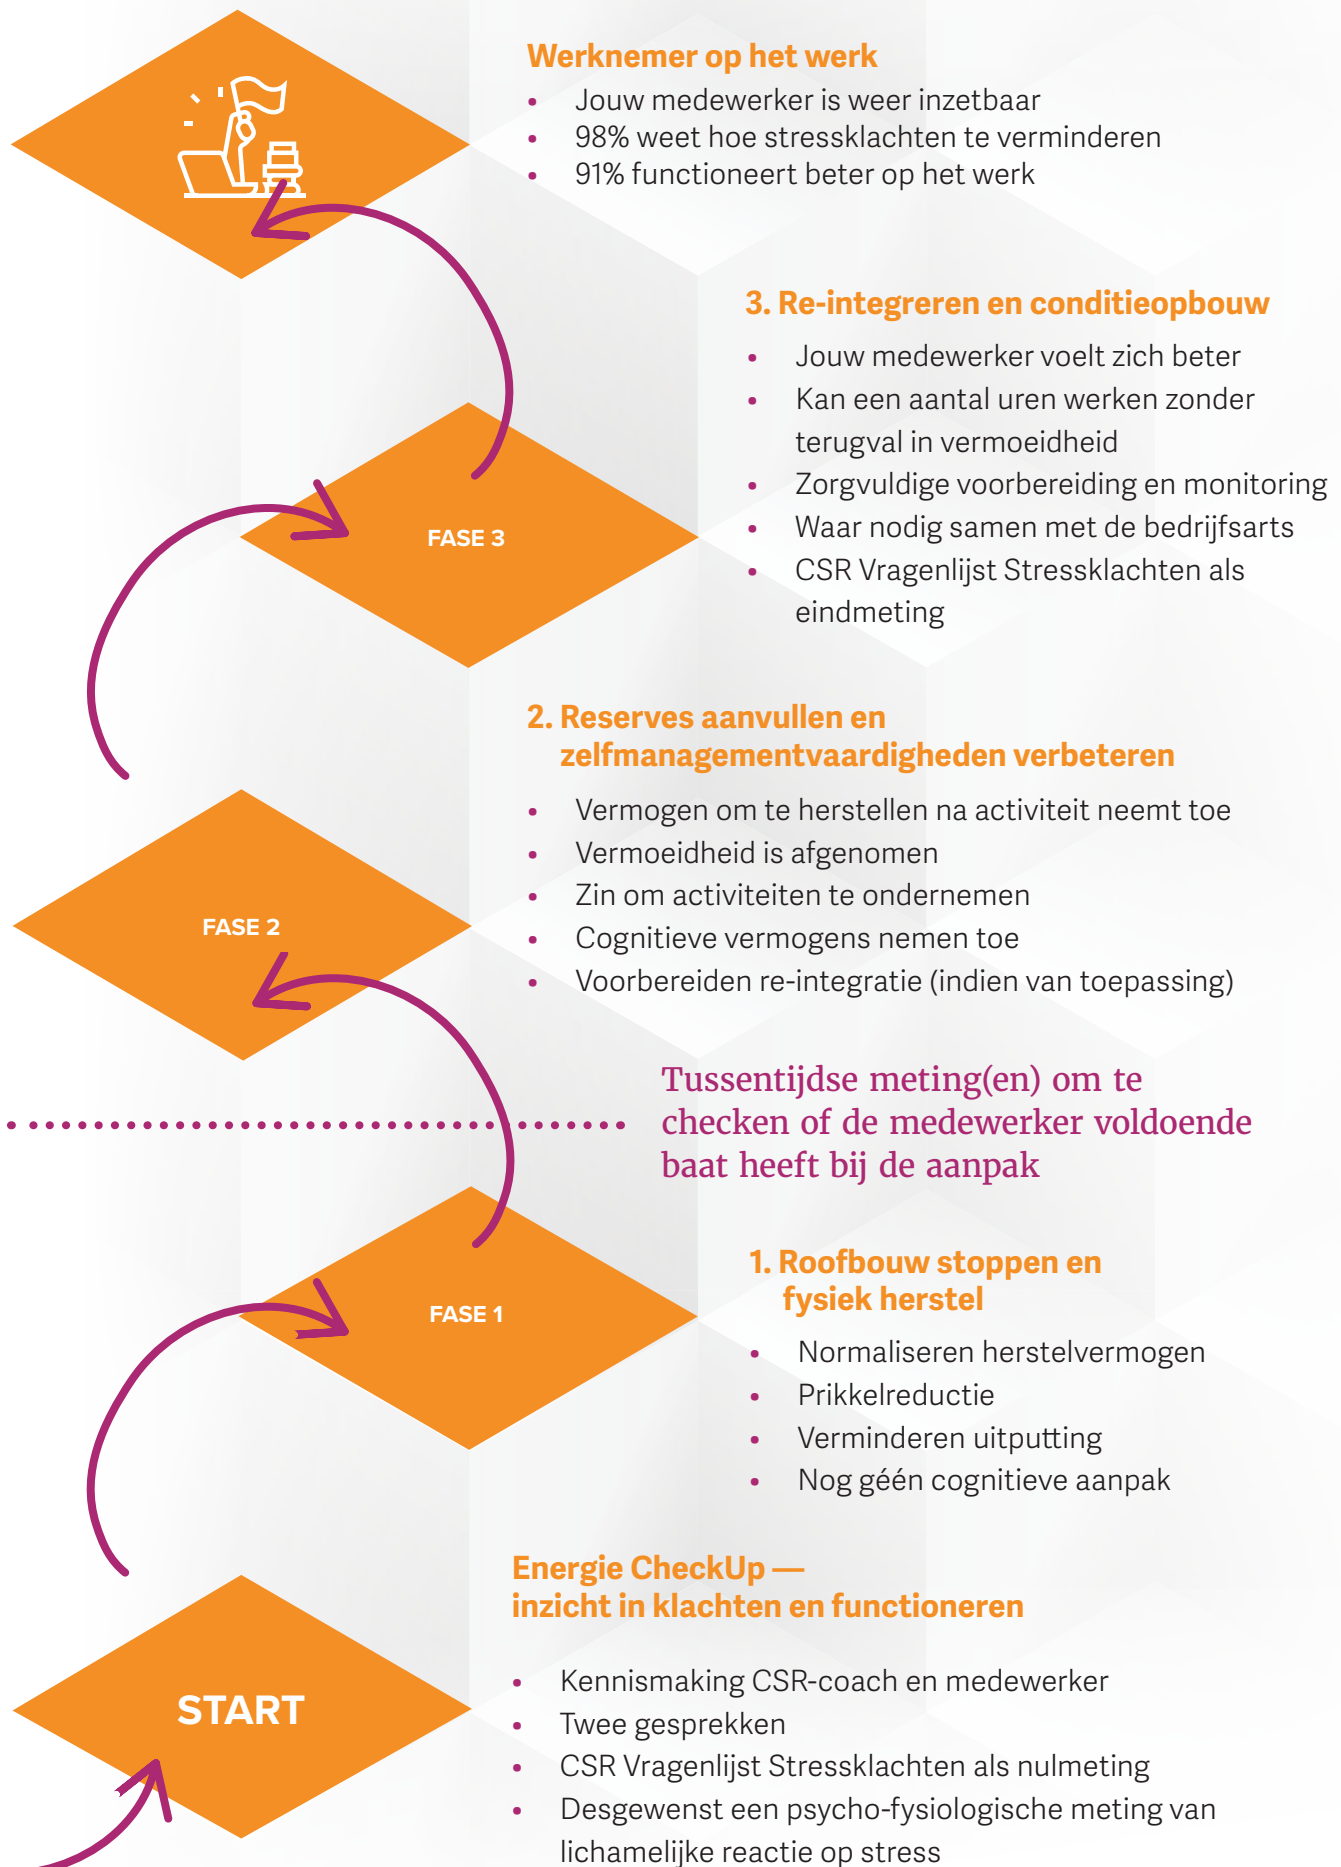 Werknemer op het werk
• Jouw medewerker is weer inzetbaar
• 98% weet hoe stressklachten te verminderen
• 91% functioneert beter op het werk
3. Re-integreren en conditieopbouw
• Jouw medewerker voelt zich beter
• Kan een aantal uren werken zonder
terugval in vermoeidheid
• Zorgvuldige voorbereiding en monitoring
• Waar nodig samen met de bedrijfsarts
• CSR Vragenlijst Stressklachten als
eindmeting
FASE 3
2. Reserves aanvullen en
zelfmanagementvaardigheden verbeteren
• Vermogen om te herstellen na activiteit neemt toe
• Vermoeidheid is afgenomen
• Zin om activiteiten te ondernemen
• Cognitieve vermogens nemen toe
• Voorbereiden re-integratie (indien van toepassing)
FASE 2
Tussentijdse meting(en) om te
checken of de medewerker voldoende
baat heeft bij de aanpak
1. Roofbouw stoppen en
fysiek herstel
• Normaliseren herstelvermogen
• Prikkelreductie
• Verminderen uitputting
• Nog géén cognitieve aanpak
FASE 1
Energie CheckUp —
inzicht in klachten en functioneren
• Kennismaking CSR-coach en medewerker
• Twee gesprekken
• CSR Vragenlijst Stressklachten als nulmeting
• Desgewenst een psycho-fysiologische meting van
lichamelijke reactie op stress
START